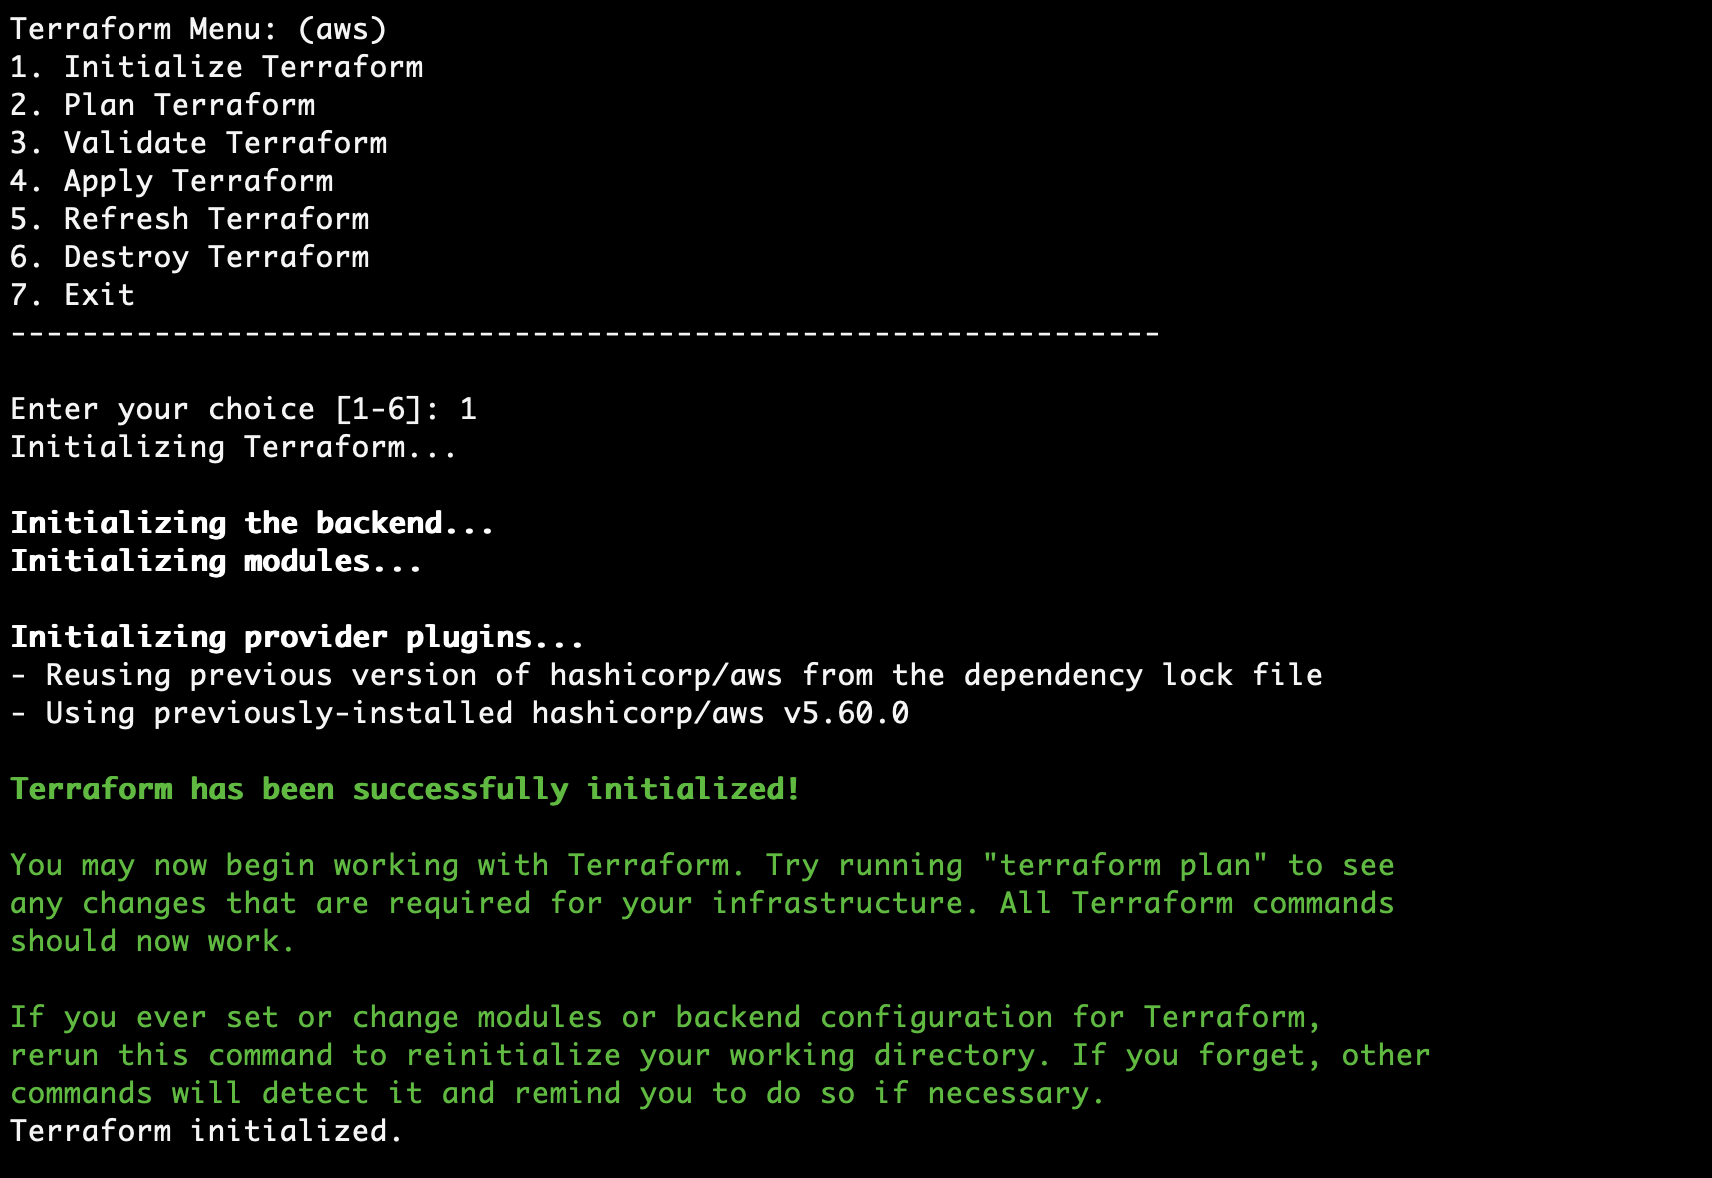 Terraform Menu: (aws)
1. Initialize Terraform
2. Plan Terraform
3. Validate Terraform
4. Apply Terraform
5. Refresh Terraform
6. Destroy Terraform
7. Exit
----------------------------------------------------------------
Enter your choice [1-6]: 1
Initializing Terraform...
Initializing the backend...
Initializing modules...
Initializing provider plugins...
- Reusing previous version of hashicorp/aws from the dependency lock file
- Using previously-installed hashicorp/aws v5.60.0
Terraform has been successfully initialized!
You may now begin working with Terraform. Try running "terraform plan" to see
any changes that are required for your infrastructure. All Terraform commands
should now work.
If you ever set or change modules or backend configuration for Terraform,
rerun this command to reinitialize your working directory. If you forget, other
commands will detect it and remind you to do so if necessary.
Terraform initialized.